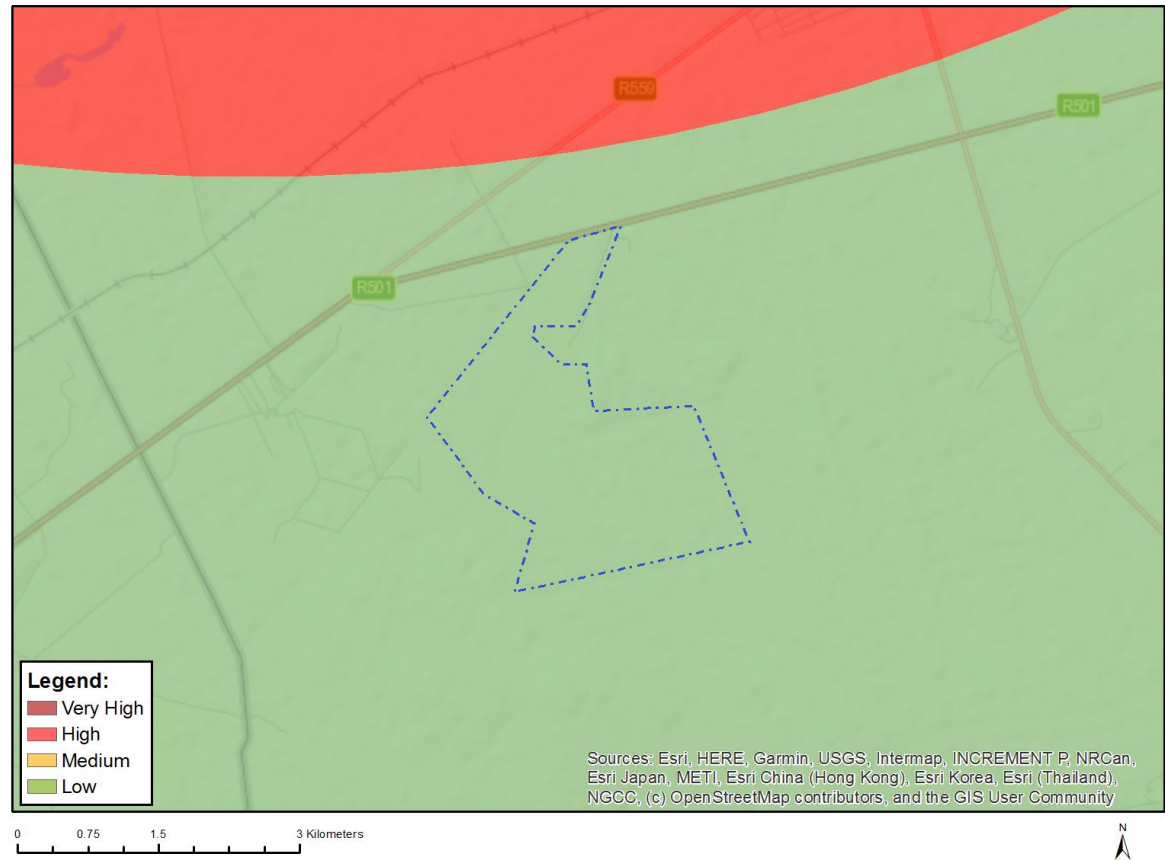 R559
R501
R501
Legend:
Very High
High
Medium
Low
Sources: Esri, HERE, Garmin, USGS, Intermap, INCREMENT P, NRCan,
Esri Japan, METI, Esri China (Hong Kong), Esri Korea, Esri (Thailand),
NGCC, (c) OpenStreetMap contributors, and the GIS User Community
0 0.75 1.5 3 Kilometers
N